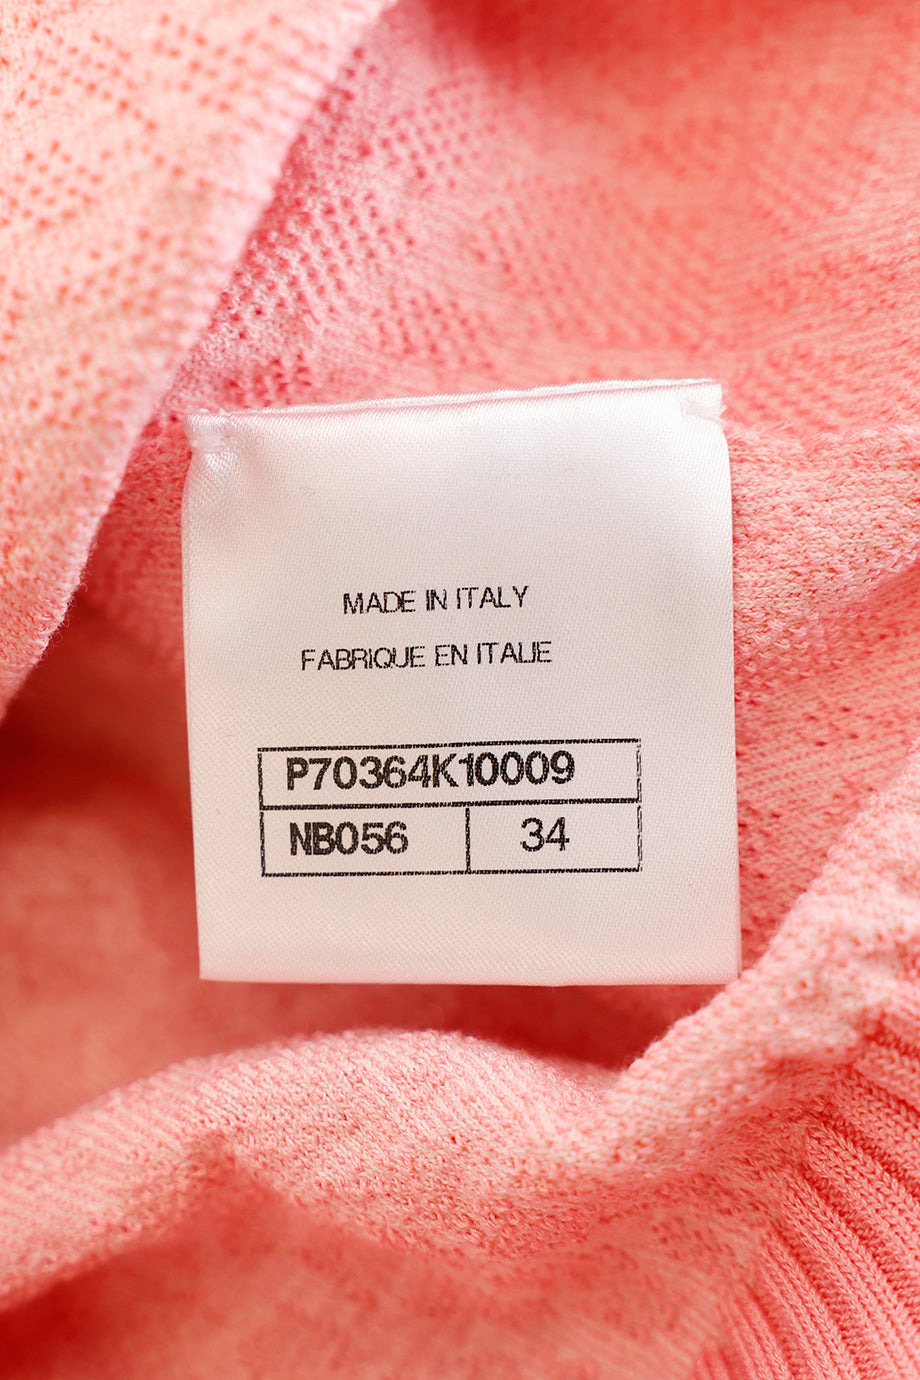 MADE IN ITALY
FABRIQUE EN ITALIE
P70364K10009
NB056 34